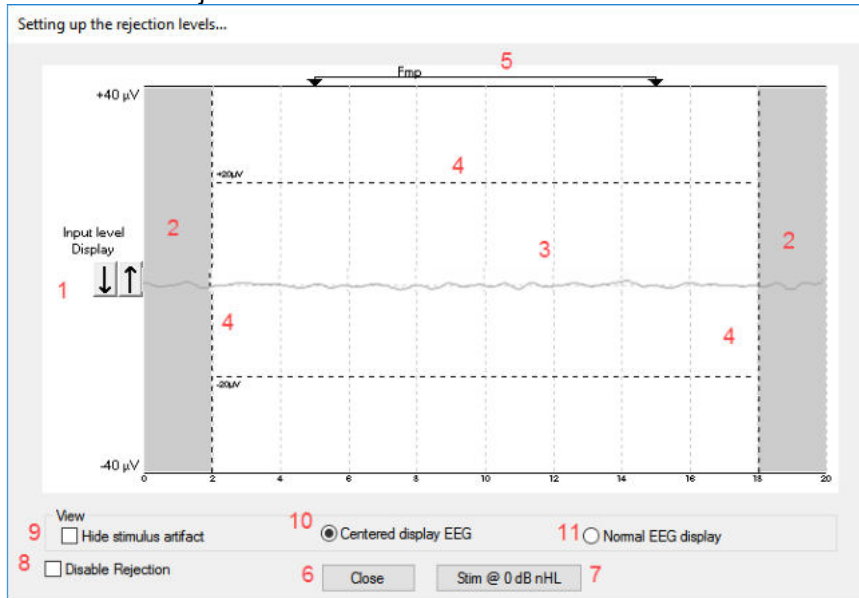 Setting up the rejection levels...
5
Fmp
+40 µV
4
+20µV
2
3
2
Input level
Display
1
↓ ↑
4
4
-20µV
-40 µV
0 2 4 6 8 10 12 14 16 18 20
View
9 Hide stimulus artifact 10 Centered display EEG 11 Normal EEG display
8 Disable Rejection 6 Close Stim @ 0 dB nHL 7